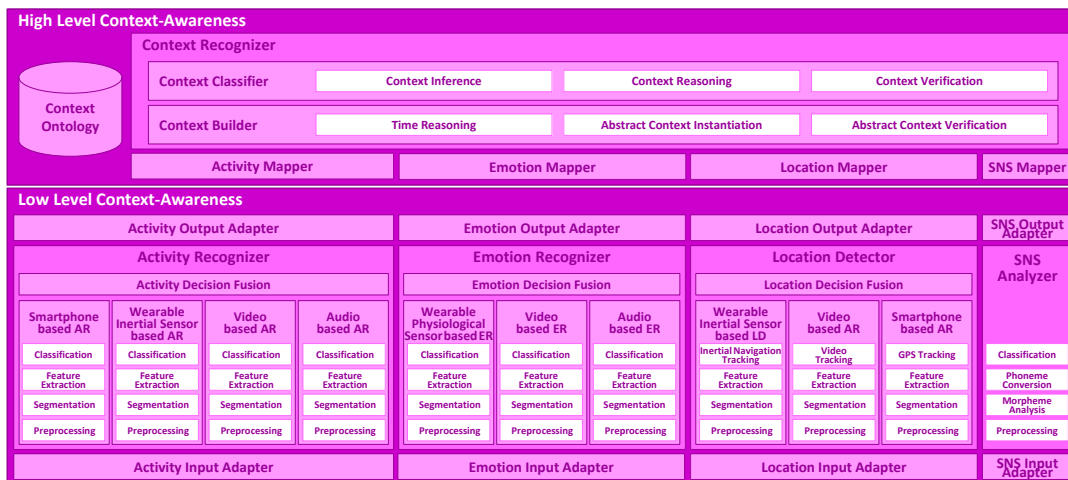 High Level Context-Awareness
Context Recognizer
Context Ontology
Context Classifier
Context Inference
Context Reasoning
Context Verification
Context Builder
Time Reasoning
Abstract Context Instantiation
Abstract Context Verification
Activity Mapper
Emotion Mapper
Location Mapper
SNS Mapper
Low Level Context-Awareness
Activity Output Adapter
Emotion Output Adapter
Location Output Adapter
SNS Output
Adapter
Activity Recognizer
Activity Decision Fusion
Smartphone
based AR
Classification
Feature
Extraction
Segmentation
Preprocessing
Wearable
Inertial Sensor
based AR
Classification
Feature
Extraction
Segmentation
Preprocessing
Video
based AR
Classification
Feature
Extraction
Segmentation
Preprocessing
Audio
based AR
Classification
Feature
Extraction
Segmentation
Preprocessing
Emotion Recognizer
Emotion Decision Fusion
Wearable
Physiological
Sensor based ER
Classification
Feature
Extraction
Segmentation
Preprocessing
Video
based ER
Classification
Feature
Extraction
Segmentation
Preprocessing
Audio
based ER
Classification
Feature
Extraction
Segmentation
Preprocessing
Location Detector
Location Decision Fusion
Wearable
Inertial Sensor
based LD
Inertial Navigation
Tracking
Feature
Extraction
Segmentation
Preprocessing
Video
based AR
Video
Tracking
Feature
Extraction
Segmentation
Preprocessing
Smartphone
based AR
GPS Tracking
Feature
Extraction
Segmentation
Preprocessing
SNS
Analyzer
Classification
Phoneme
Conversion
Morpheme
Analysis
Preprocessing
Activity Input Adapter
Emotion Input Adapter
Location Input Adapter
SNS Input
Adapter